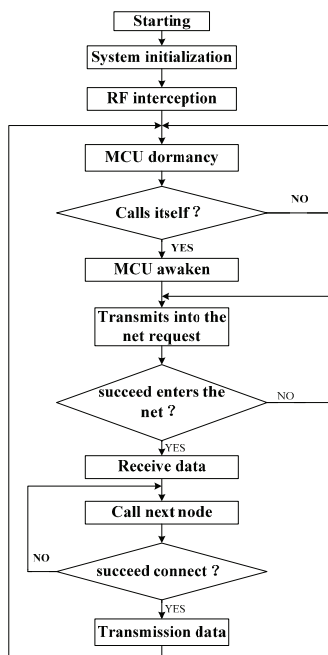 Starting
System initialization
RF interception
MCU dormancy
Calls itself？
NO
YES
MCU awaken
Transmits into the
net request
succeed enters the
net？
NO
YES
Receive data
Call next node
NO
succeed connect？
YES
Transmission data